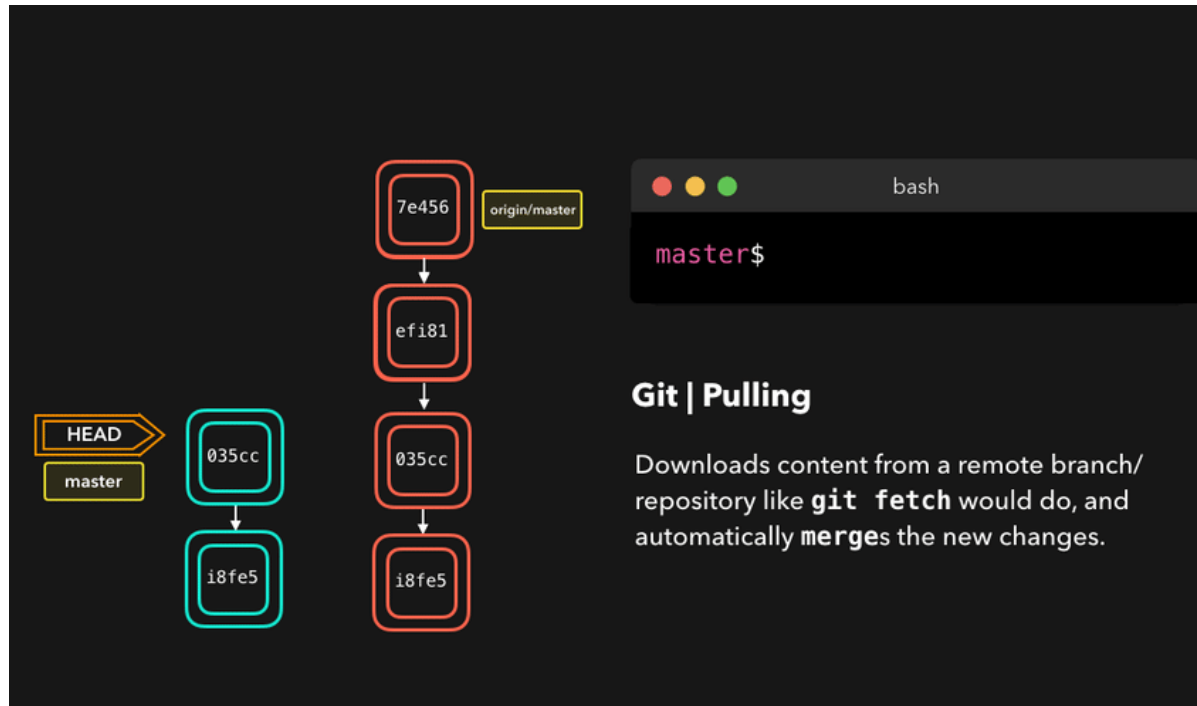 7e456
origin/master
efi81
HEAD
master
035cc
035cc
i8fe5
i8fe5
bash
master$
Git | Pulling
Downloads content from a remote branch/
repository like git fetch would do, and
automatically merges the new changes.